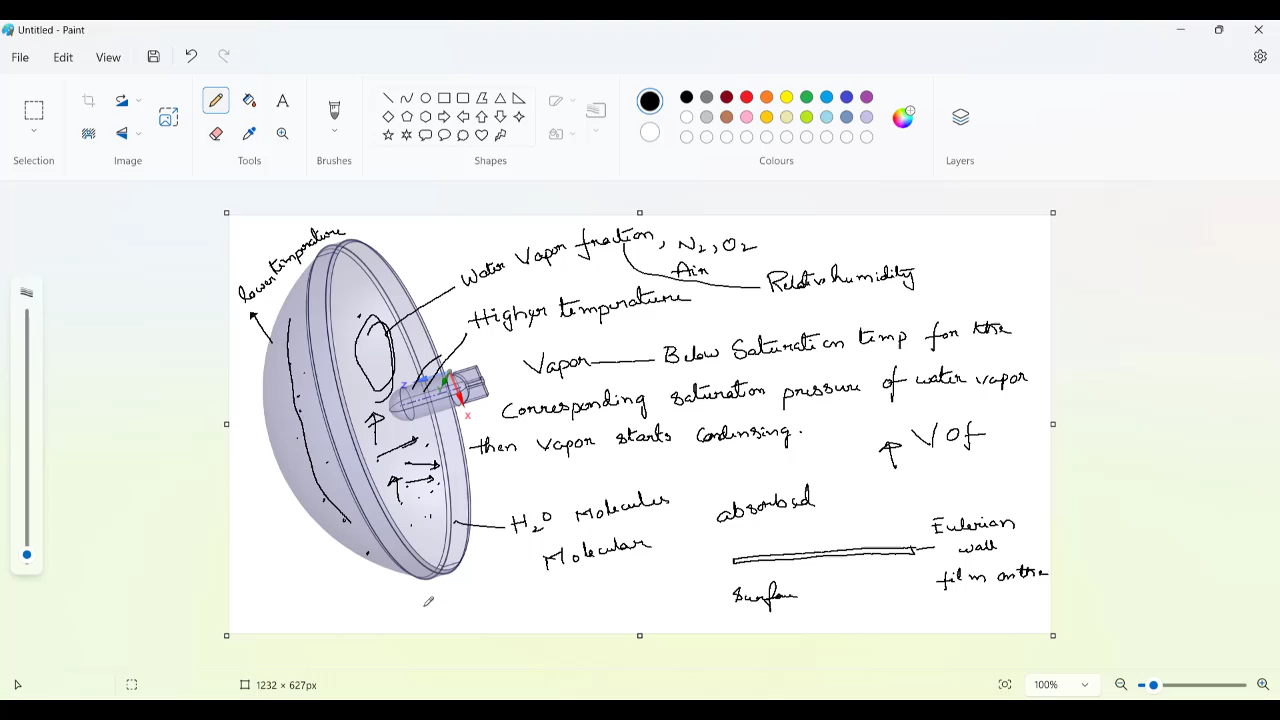 Untitled - Paint
File Edit View
Selection Image Tools Brushes Shapes Colours Layers
lower temperature
Water Vapor fraction, N2, O2
Air
Relative humidity
Higher temperature
Vapor Below Saturation temp for the
Corresponding saturation pressure of water vapor
then vapor starts Condensing.
VOf
H2O Molecules
Molecular
absorbed
Eulerian
wall
film on the
Surface
z
x
1232 × 627px
100%